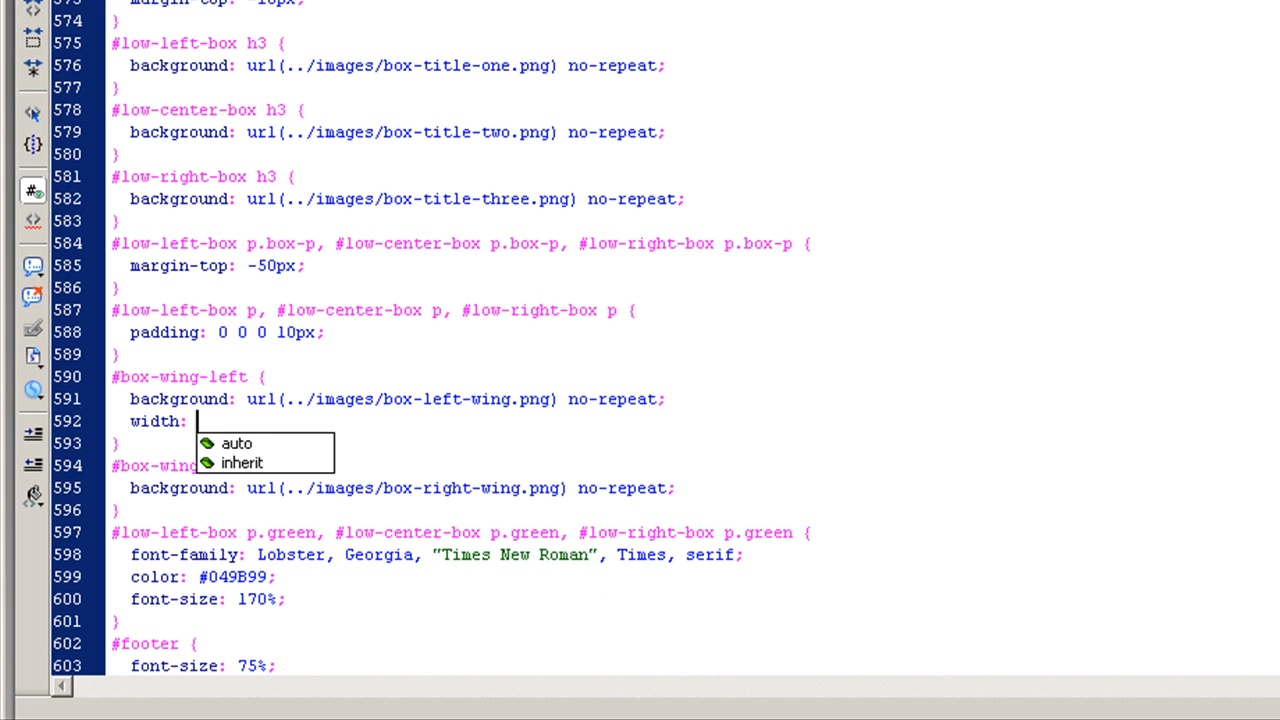 margin-top: -10px;
574 }
575 #low-left-box h3 {
576 background: url(../images/box-title-one.png) no-repeat;
577 }
578 #low-center-box h3 {
579 background: url(../images/box-title-two.png) no-repeat;
580 }
581 #low-right-box h3 {
582 background: url(../images/box-title-three.png) no-repeat;
583 }
584 #low-left-box p.box-p, #low-center-box p.box-p, #low-right-box p.box-p {
585 margin-top: -50px;
586 }
587 #low-left-box p, #low-center-box p, #low-right-box p {
588 padding: 0 0 0 10px;
589 }
590 #box-wing-left {
591 background: url(../images/box-left-wing.png) no-repeat;
592 width:
auto
593 }
inherit
594 #box-wing
595 background: url(../images/box-right-wing.png) no-repeat;
596 }
597 #low-left-box p.green, #low-center-box p.green, #low-right-box p.green {
598 font-family: Lobster, Georgia, "Times New Roman", Times, serif;
599 color: #049B99;
600 font-size: 170%;
601 }
602 #footer {
603 font-size: 75%;